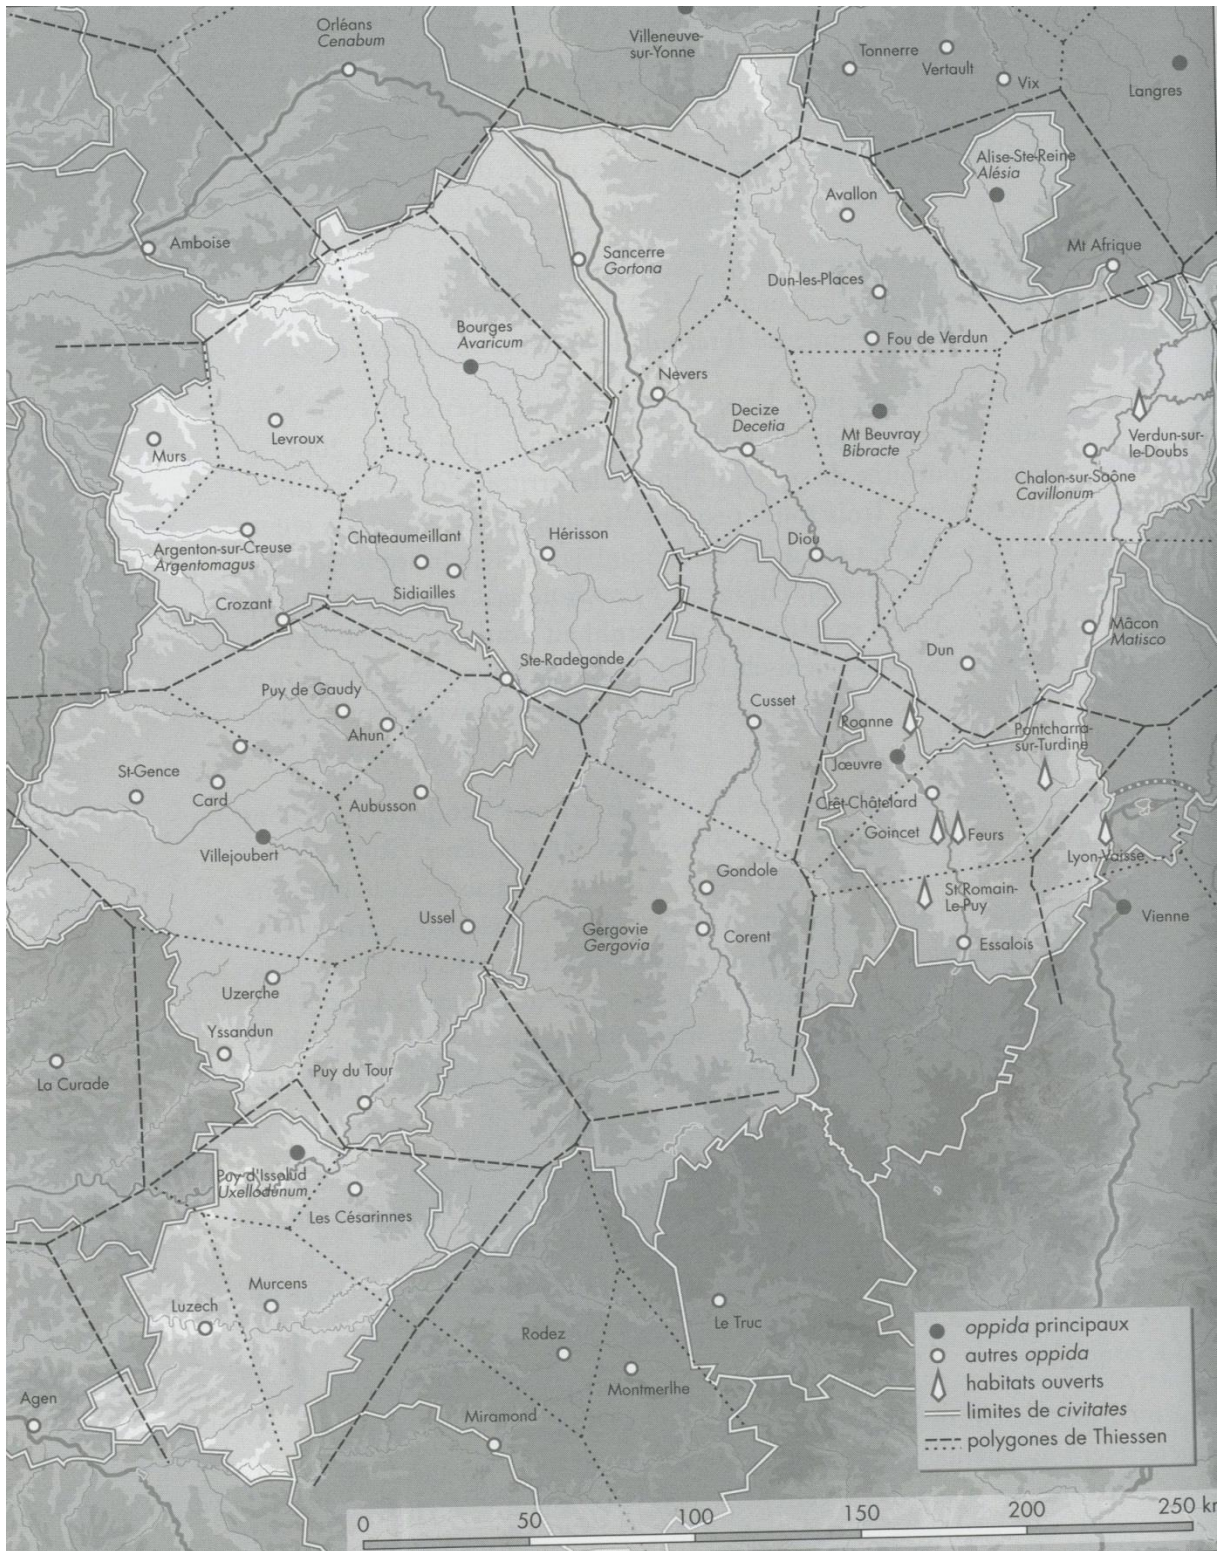 Orléans
Cenabum
Villeneuve-
sur-Yonne
Tonnerre
Vertault
Vix
Langres
Alise-Ste-Reine
Alésia
Avallon
Amboise
Sancerre
Gortona
Mt Afrique
Dun-les-Places
Bourges
Avaricum
Fou de Verdun
Nevers
Decize
Decetia
Mt Beuvray
Bibracte
Verdun-sur-
le-Doubs
Levroux
Murs
Chalon-sur-Saône
Cavillonum
Argenton-sur-Creuse
Argentomagus
Chateaumeillant
Hérisson
Diou
Sidiailles
Crozant
Mâcon
Matisco
Dun
Ste-Radegonde
Puy de Gaudy
Ahun
Cusset
Roanne
Pontcharra-
sur-Turdine
Jœuvre
St-Gence
Card
Aubusson
Crêt-Châtelard
Goincet
Feurs
Villejoubert
Lyon-Vaisse
Gondole
St Romain-
Le-Puy
Ussel
Gergovie
Gergovia
Corent
Vienne
Essalois
Uzerche
Yssandun
La Curade
Puy du Tour
Puy d'Issolud
Uxellodunum
Les Césarinnes
Murcens
Luzech
Le Truc
Rodez
Montmerlhe
Agen
Miramond
oppida principaux
autres oppida
habitats ouverts
limites de civitates
polygones de Thiessen
0 50 100 150 200 250 km